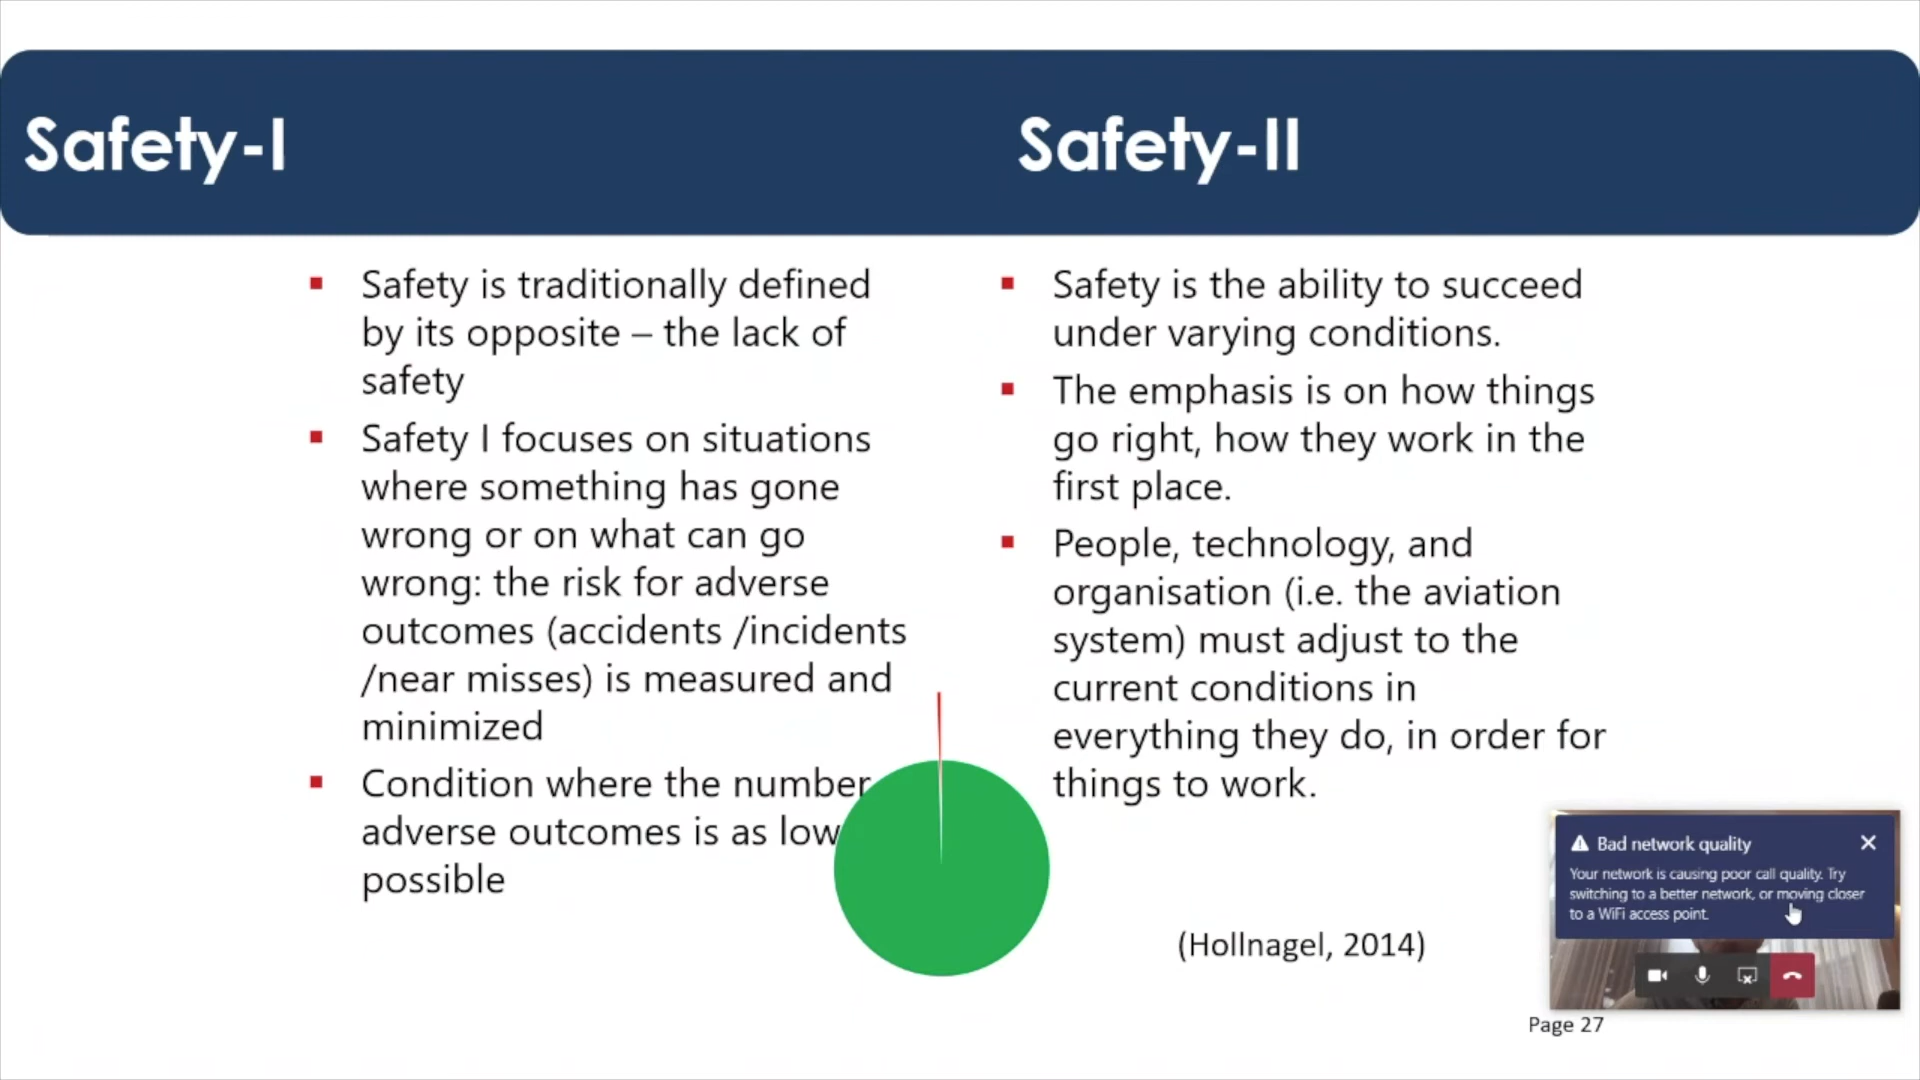 Safety-I
Safety-II
Safety is traditionally defined
by its opposite – the lack of
safety
Safety I focuses on situations
where something has gone
wrong or on what can go
wrong: the risk for adverse
outcomes (accidents /incidents
/near misses) is measured and
minimized
Condition where the number
adverse outcomes is as low
possible
Safety is the ability to succeed
under varying conditions.
The emphasis is on how things
go right, how they work in the
first place.
People, technology, and
organisation (i.e. the aviation
system) must adjust to the
current conditions in
everything they do, in order for
things to work.
(Hollnagel, 2014)
Bad network quality
Your network is causing poor call quality. Try
switching to a better network, or moving closer
to a WiFi access point.
Page 27